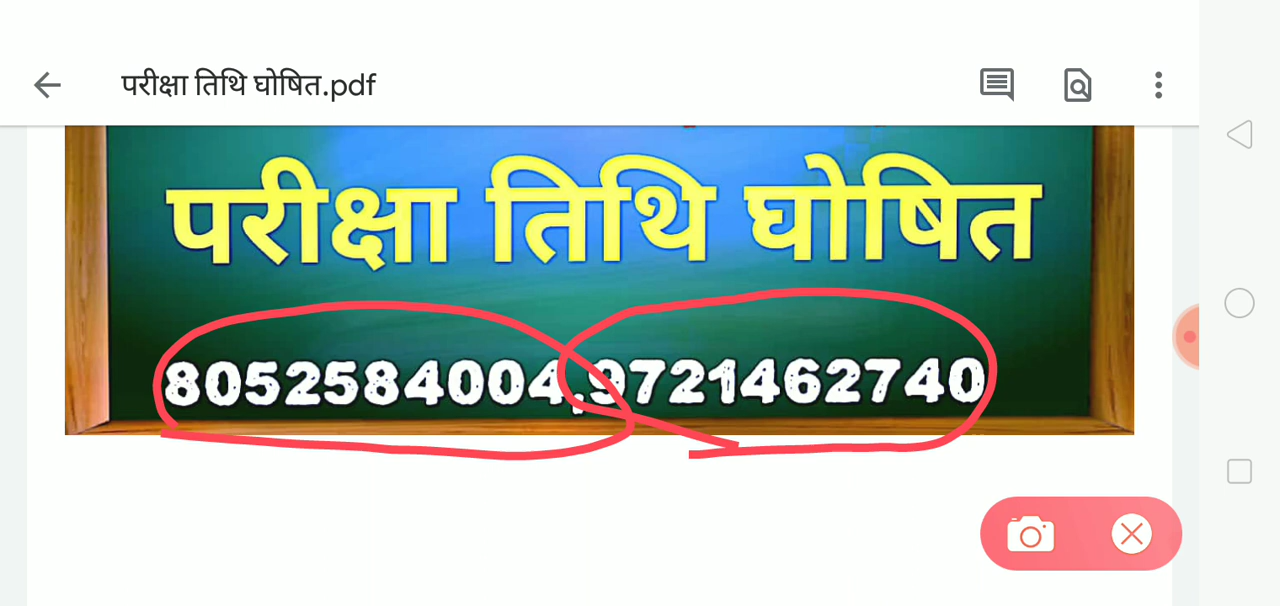 परीक्षा तिथि घोषित.pdf
परीक्षा तिथि घोषित
8052584004,9721462740